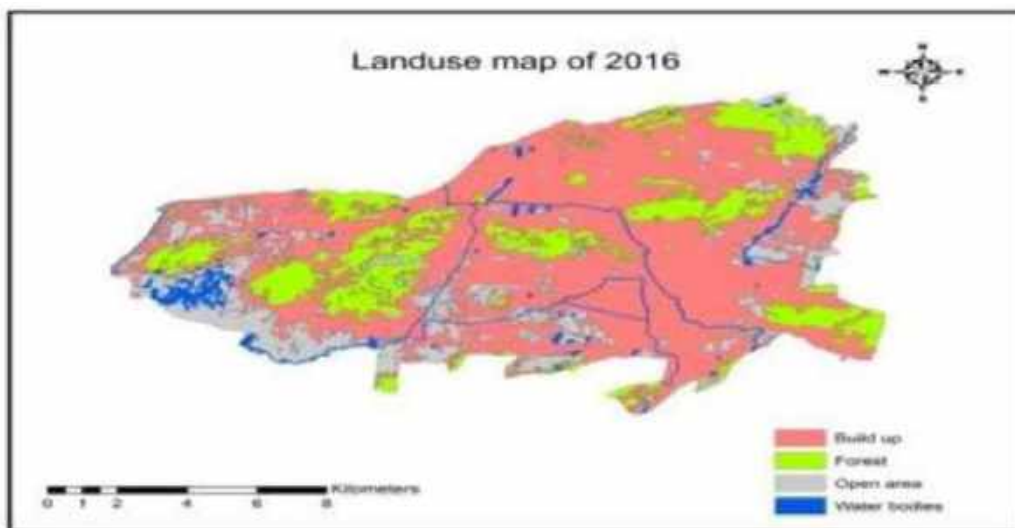 Landuse map of 2016
N
W E
S
Build up
Forest
Open area
Water bodies
Kilometers
0 1 2 4 6 8